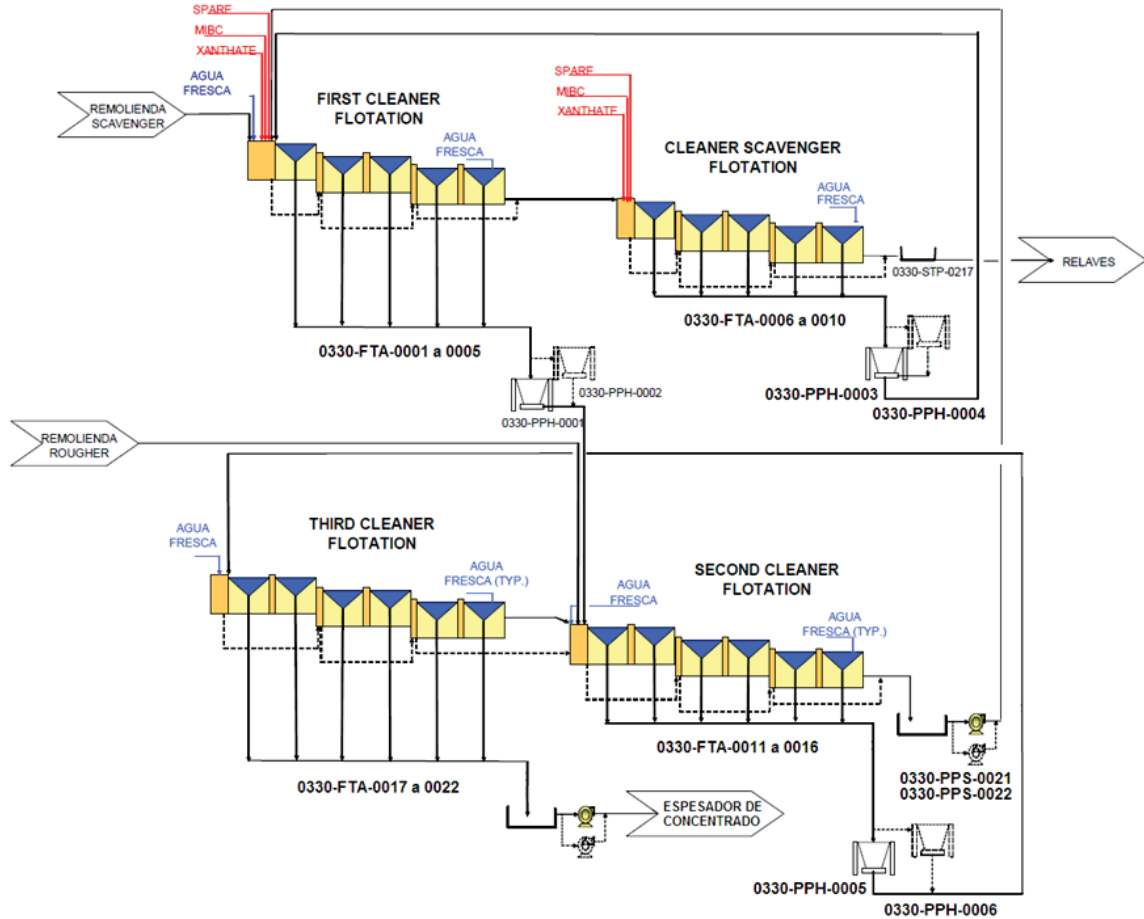 SPARE
MIBC
XANTHATE
AGUA
FRESCA
REMOLIENDA
SCAVENGER
FIRST CLEANER
FLOTATION
AGUA
FRESCA
SPARE
MIBC
XANTHATE
CLEANER SCAVENGER
FLOTATION
AGUA
FRESCA
0330-STP-0217
RELAVES
0330-FTA-0001 a 0005
0330-FTA-0006 a 0010
0330-PPH-0002
0330-PPH-0001
0330-PPH-0003
0330-PPH-0004
REMOLIENDA
ROUGHER
THIRD CLEANER
FLOTATION
AGUA
FRESCA
AGUA
FRESCA (TYP.)
AGUA
FRESCA
SECOND CLEANER
FLOTATION
AGUA
FRESCA (TYP.)
0330-FTA-0017 a 0022
0330-FTA-0011 a 0016
0330-PPS-0021
0330-PPS-0022
ESPESADOR DE
CONCENTRADO
0330-PPH-0005
0330-PPH-0006